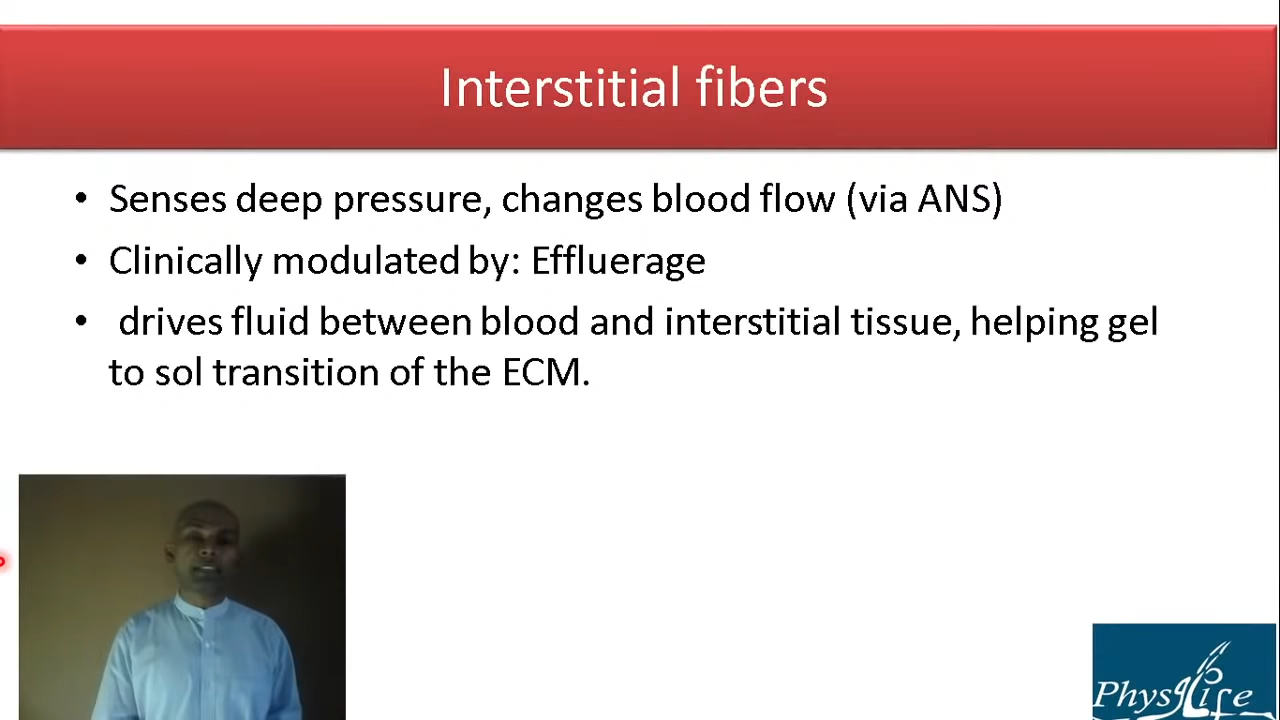 Interstitial fibers
• Senses deep pressure, changes blood flow (via ANS)
• Clinically modulated by: Effluerage
• drives fluid between blood and interstitial tissue, helping gel
to sol transition of the ECM.
PhysLife